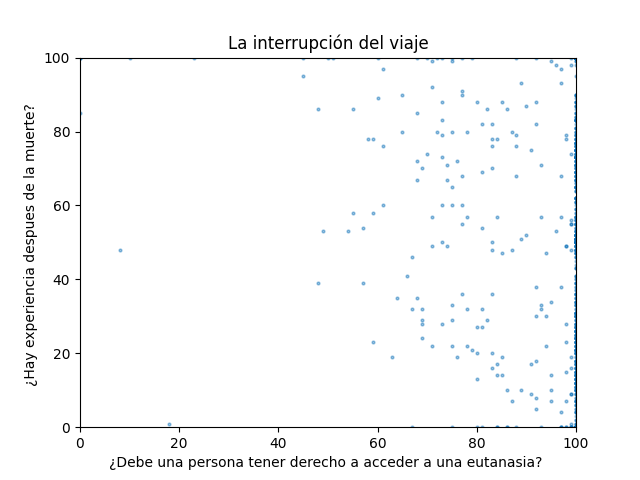 La interrupción del viaje
100
80
60
40
20
0
¿Hay experiencia despues de la muerte?
0 20 40 60 80 100
¿Debe una persona tener derecho a acceder a una eutanasia?